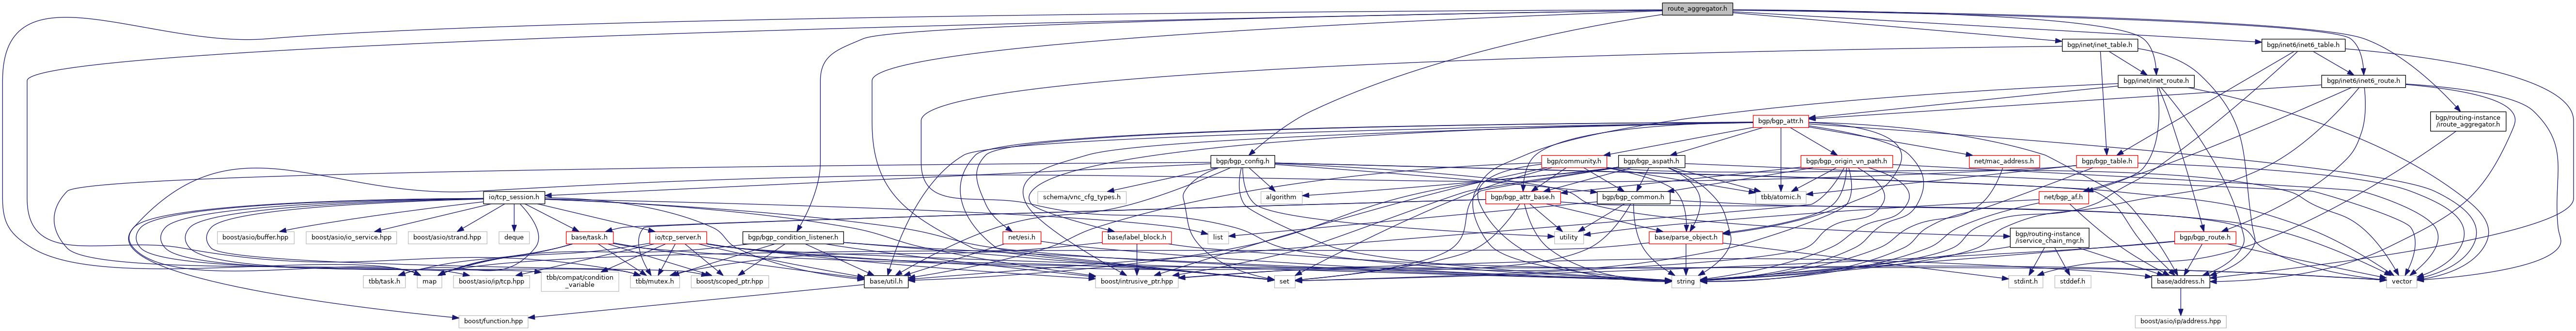 route_aggregator.h
bgp/inet/inet_table.h
bgp/inet6/inet6_table.h
bgp/inet/inet_route.h
bgp/inet6/inet6_route.h
bgp/bgp_attr.h
bgp/routing-instance
/iroute_aggregator.h
bgp/bgp_config.h
bgp/community.h
bgp/bgp_aspath.h
bgp/bgp_origin_vn_path.h
net/mac_address.h
bgp/bgp_table.h
io/tcp_session.h
schema/vnc_cfg_types.h
algorithm
bgp/bgp_attr_base.h
bgp/bgp_common.h
tbb/atomic.h
net/bgp_af.h
boost/asio/buffer.hpp
boost/asio/io_service.hpp
boost/asio/strand.hpp
deque
base/task.h
io/tcp_server.h
bgp/bgp_condition_listener.h
net/esi.h
base/label_block.h
list
utility
base/parse_object.h
bgp/routing-instance
/iservice_chain_mgr.h
bgp/bgp_route.h
tbb/task.h
map
boost/asio/ip/tcp.hpp
tbb/compat/condition
_variable
tbb/mutex.h
boost/scoped_ptr.hpp
base/util.h
boost/intrusive_ptr.hpp
set
string
stdint.h
stddef.h
base/address.h
vector
boost/function.hpp
boost/asio/ip/address.hpp